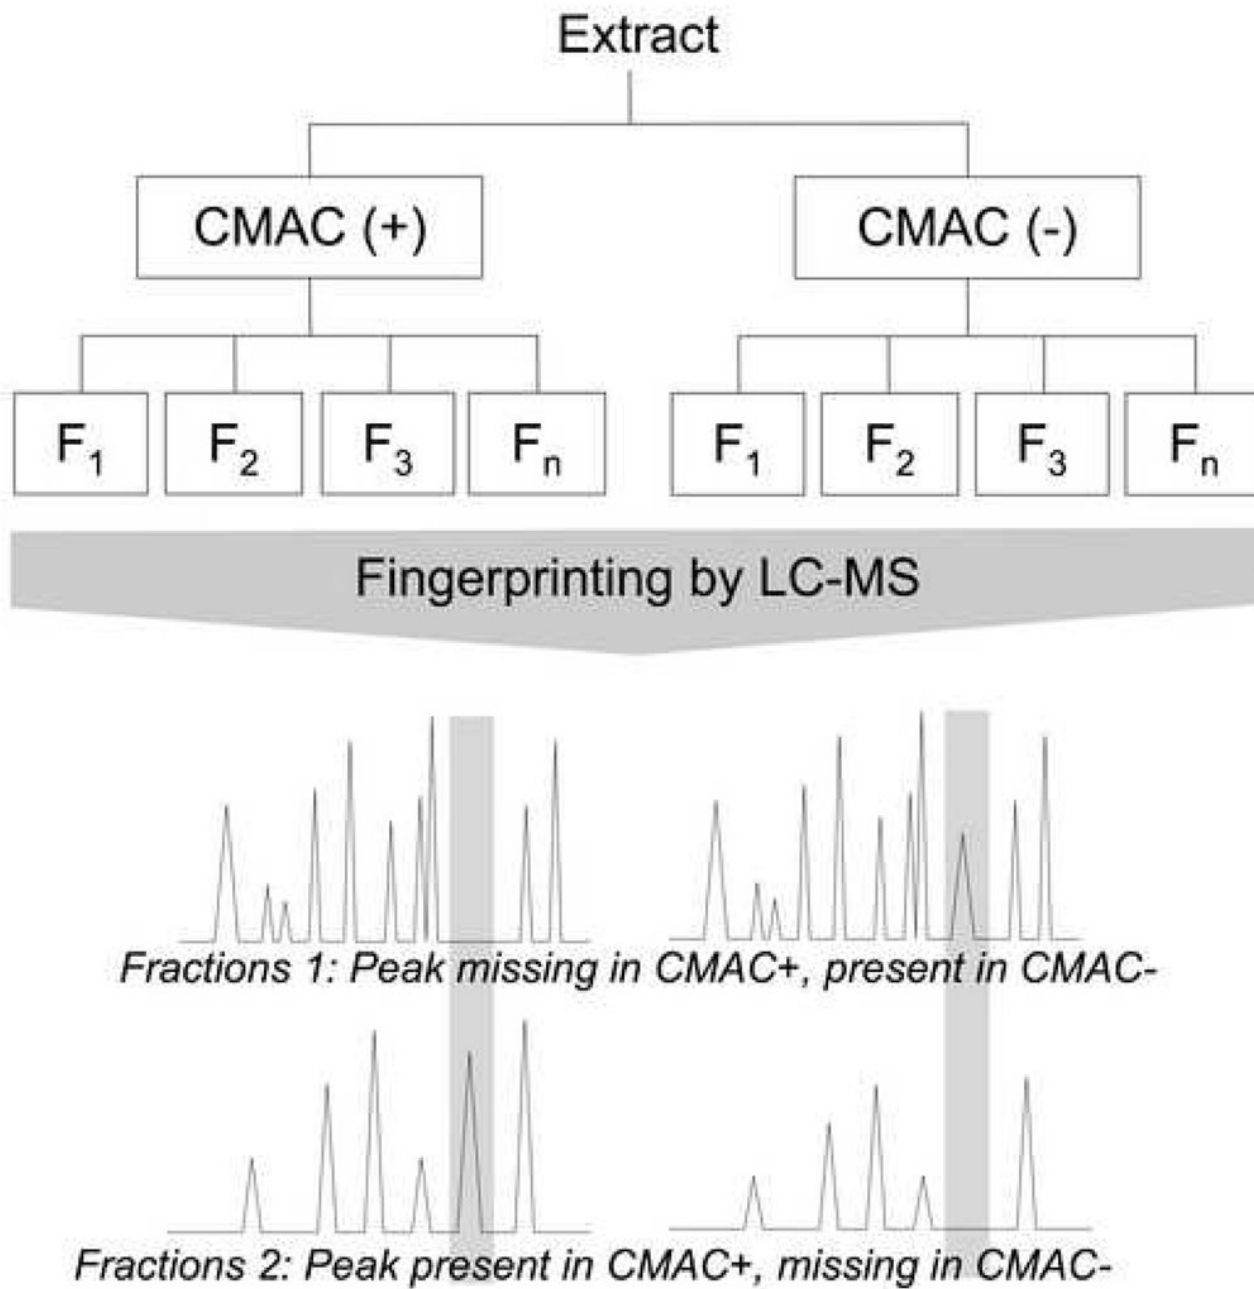 Extract
CMAC (+) CMAC (-)
F1 F2 F3 Fn F1 F2 F3 Fn
Fingerprinting by LC-MS
Fractions 1: Peak missing in CMAC+, present in CMAC-
Fractions 2: Peak present in CMAC+, missing in CMAC-